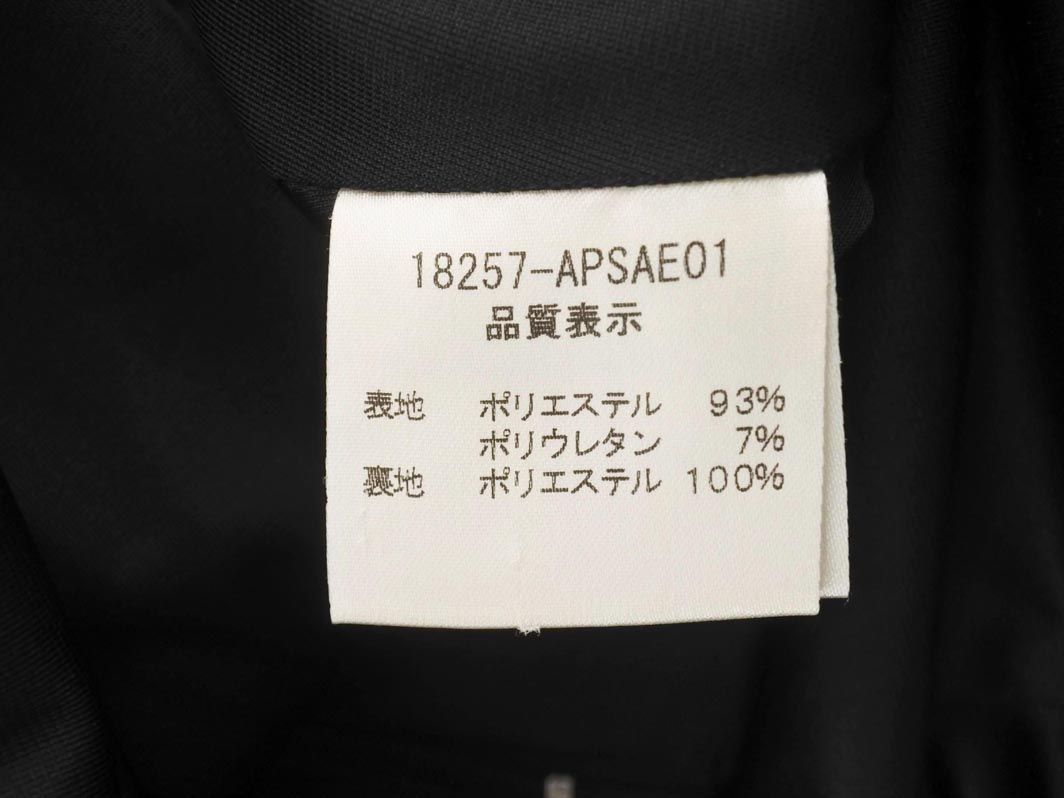 18257-APSAE01
品質表示
表地 ポリエステル 93%
ポリウレタン 7%
裏地 ポリエステル 100%